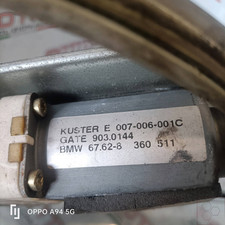 KUSTER E 007-006-001C
GATE 903.0144
BMW 67.62-8 360 511
OPPO A94 5G